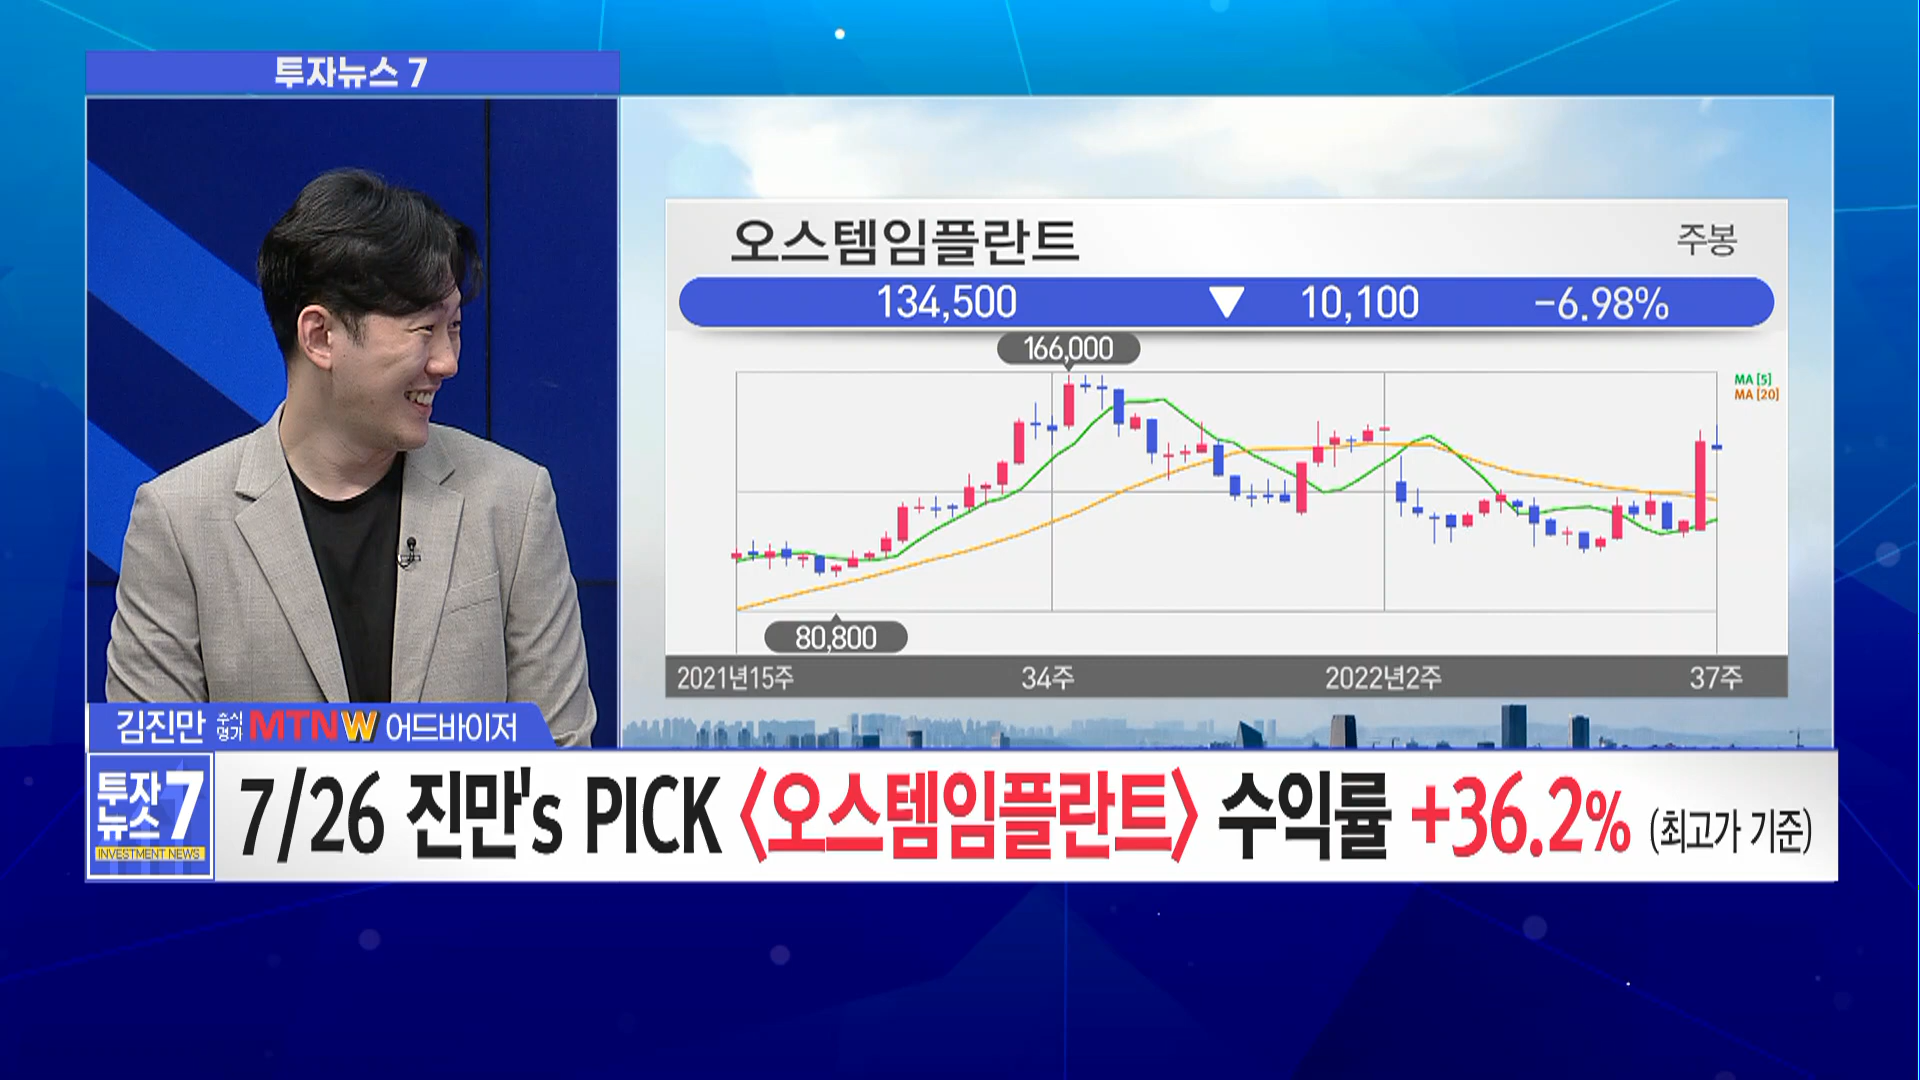 투자뉴스 7
오스템임플란트
주봉
134,500 ▼ 10,100 -6.98%
166,000
MA [5]
MA [20]
80,800
2021년15주 34주 2022년2주 37주
김진만 주식명가 MTNW 어드바이저
투자뉴스7
INVESTMENT NEWS
7/26 진만's PICK <오스템임플란트> 수익률 +36.2% (최고가 기준)